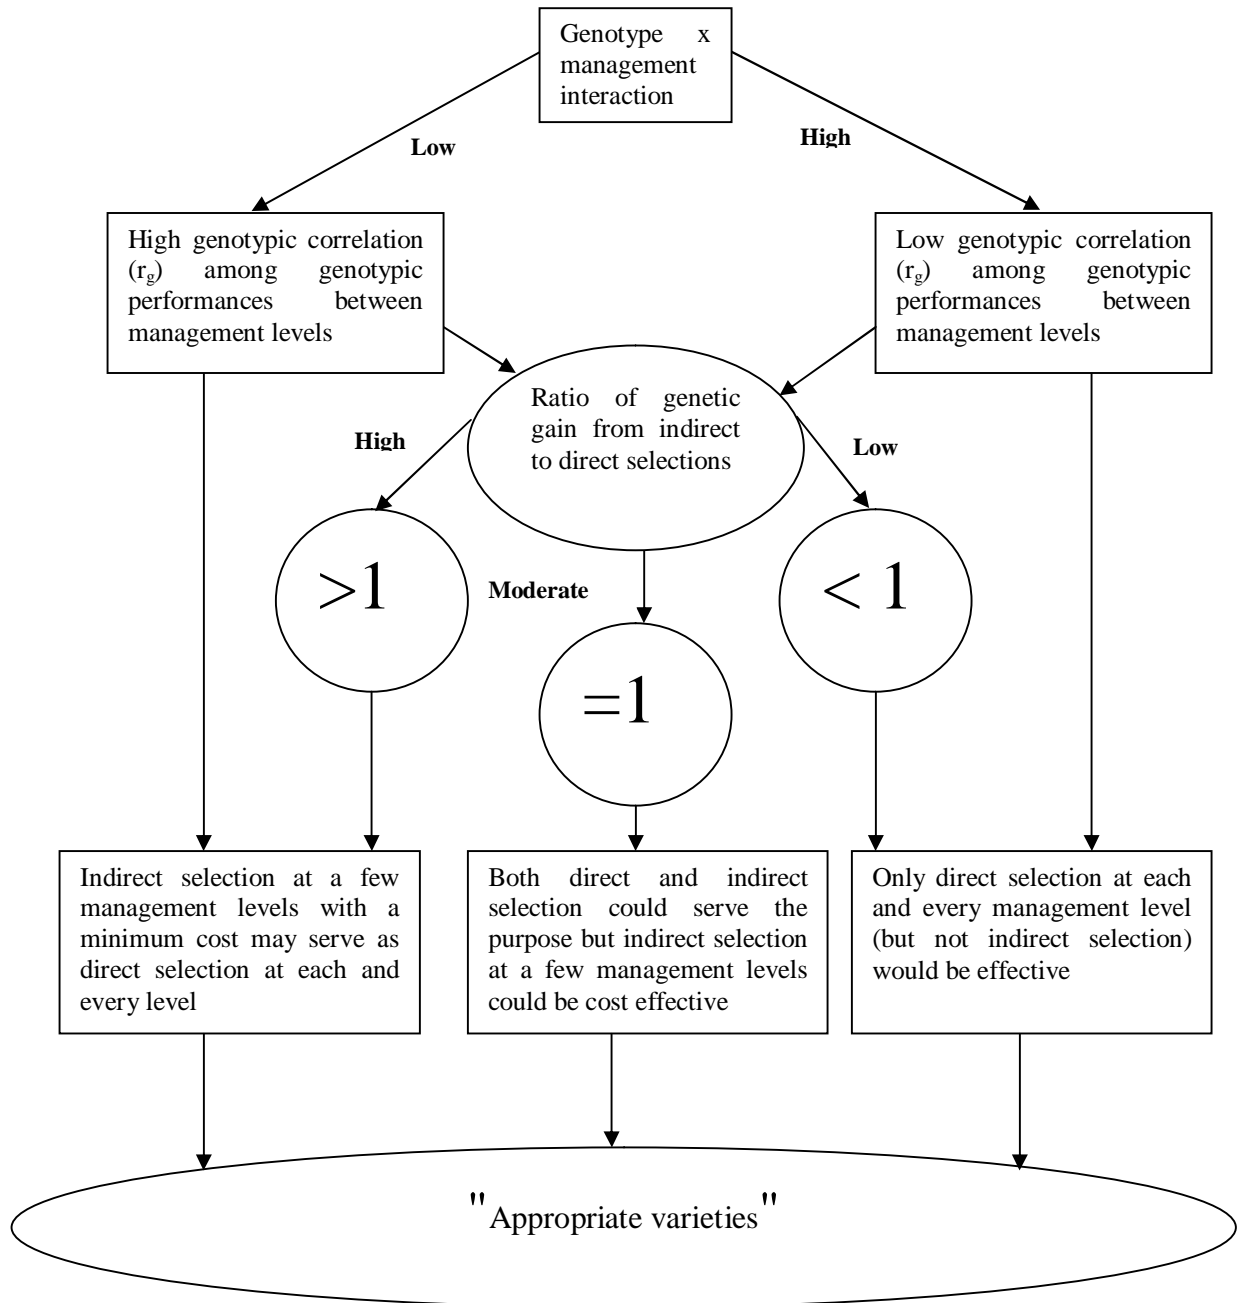 Genotype x
management
interaction
Low
High
High genotypic correlation
(rg) among genotypic
performances between
management levels
Low genotypic correlation
(rg) among genotypic
performances between
management levels
Ratio of genetic
gain from indirect
to direct selections
High
Low
>1
Moderate
< 1
=1
Indirect selection at a few
management levels with a
minimum cost may serve as
direct selection at each and
every level
Both direct and indirect
selection could serve the
purpose but indirect selection
at a few management levels
could be cost effective
Only direct selection at each
and every management level
(but not indirect selection)
would be effective
"Appropriate varieties"